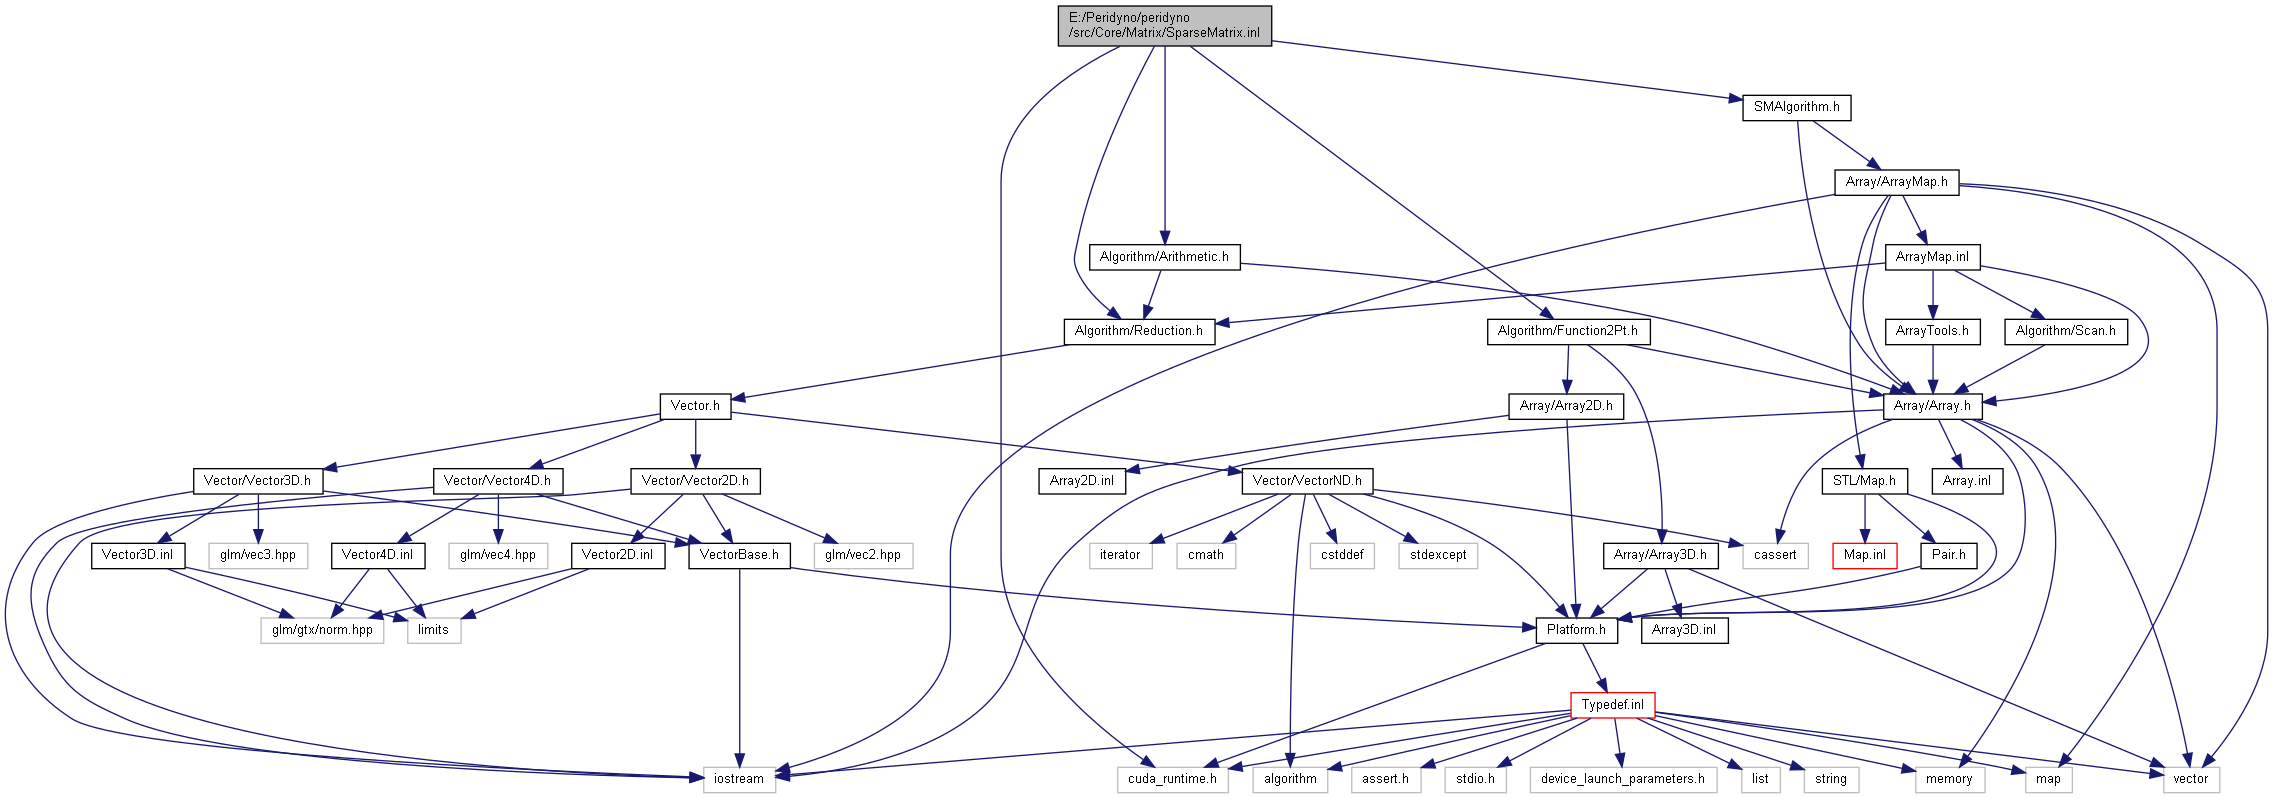 E:/Peridyno/peridyno
/src/Core/Matrix/SparseMatrix.inl
SMAlgorithm.h
Array/ArrayMap.h
Algorithm/Arithmetic.h
ArrayMap.inl
Algorithm/Reduction.h
Algorithm/Function2Pt.h
ArrayTools.h
Algorithm/Scan.h
Vector.h
Array/Array2D.h
Array/Array.h
Vector/Vector3D.h
Vector/Vector4D.h
Vector/Vector2D.h
Array2D.inl
Vector/VectorND.h
STL/Map.h
Array.inl
Vector3D.inl
glm/vec3.hpp
Vector4D.inl
glm/vec4.hpp
Vector2D.inl
VectorBase.h
glm/vec2.hpp
iterator
cmath
cstddef
stdexcept
Array/Array3D.h
cassert
Map.inl
Pair.h
glm/gtx/norm.hpp
limits
Platform.h
Array3D.inl
Typedef.inl
iostream
cuda_runtime.h
algorithm
assert.h
stdio.h
device_launch_parameters.h
list
string
memory
map
vector